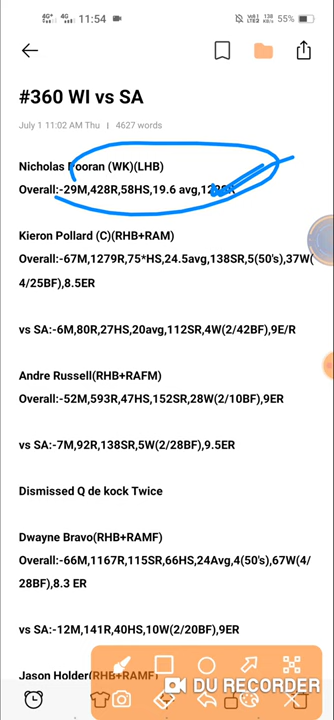 4G 4G 11:54 VoI LTE2 138 KB/s 55%
#360 WI vs SA
July 1 11:02 AM Thu | 4627 words
Nicholas Pooran (WK)(LHB)
Overall:-29M,428R,58HS,19.6 avg,
Kieron Pollard (C)(RHB+RAM)
Overall:-67M,1279R,75*HS,24.5avg,138SR,5(50's),37W(
4/25BF),8.5ER
vs SA:-6M,80R,27HS,20avg,112SR,4W(2/42BF),9E/R
Andre Russell(RHB+RAFM)
Overall:-52M,593R,47HS,152SR,28W(2/10BF),9ER
vs SA:-7M,92R,138SR,5W(2/28BF),9.5ER
Dismissed Q de kock Twice
Dwayne Bravo(RHB+RAMF)
Overall:-66M,1167R,115SR,66HS,24Avg,4(50's),67W(4/
28BF),8.3 ER
vs SA:-12M,141R,40HS,10W(2/20BF),9ER
Jason Holder(RHB+RAMF)
DU RECORDER